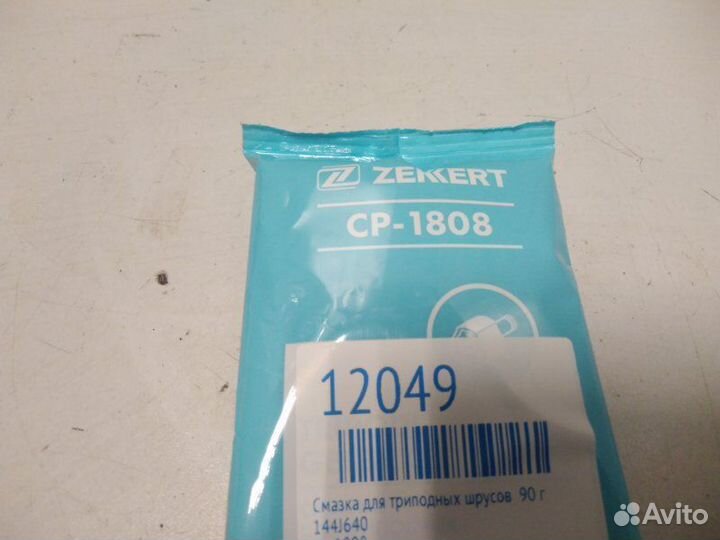 ZEKKERT
CP-1808
12049
Смазка для триподных шрусов 90 г
144J640
Avito